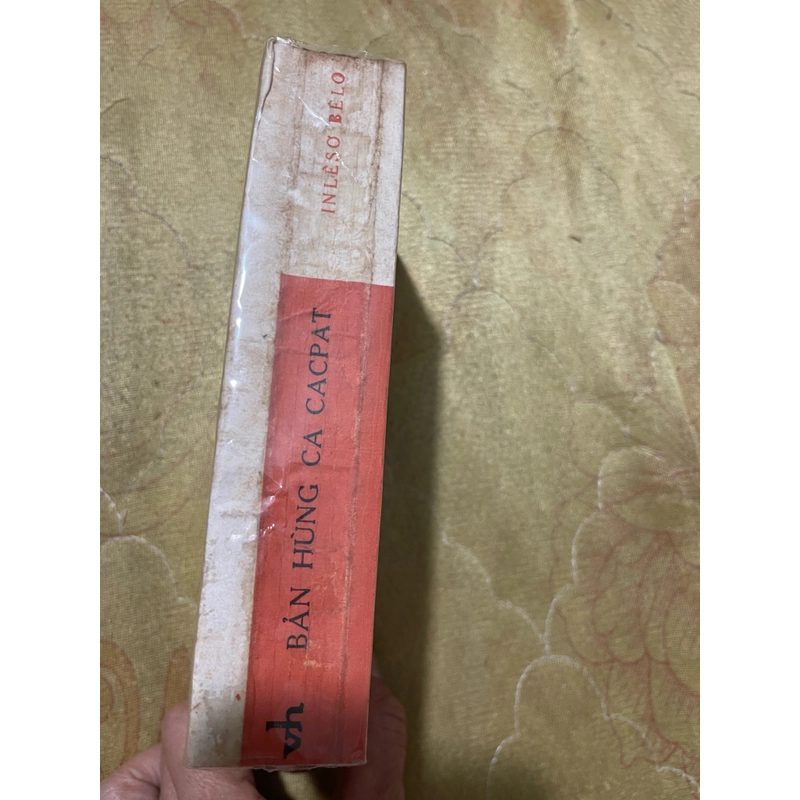 INLÊSƠ BÊLO
BẢN HÙNG CA CACPAT
vh